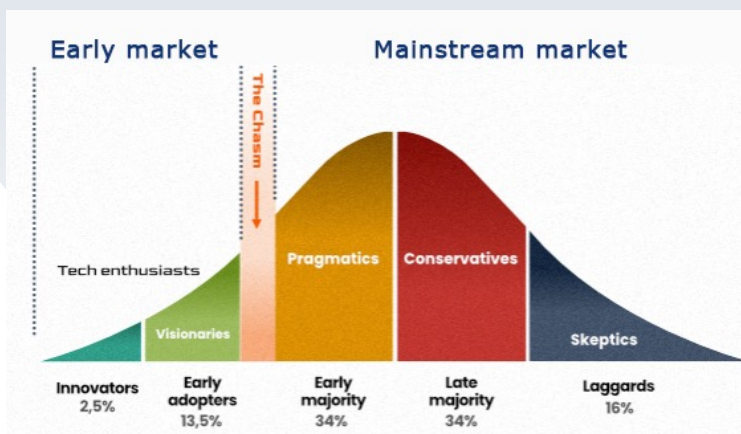 Early market
Mainstream market
The Chasm
Tech enthusiasts
Visionaries
Pragmatics
Conservatives
Skeptics
Innovators
2,5%
Early
adopters
13,5%
Early
majority
34%
Late
majority
34%
Laggards
16%